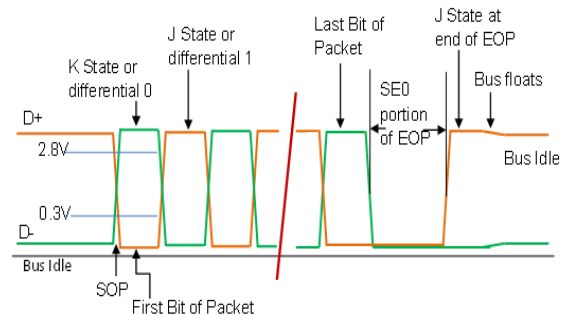 K State or
differential 0
J State or
differential 1
Last Bit of
Packet
J State at
end of EOP
SE0
portion
of EOP
Bus floats
D+
2.8V
0.3V
D-
Bus Idle
Bus Idle
SOP
First Bit of Packet